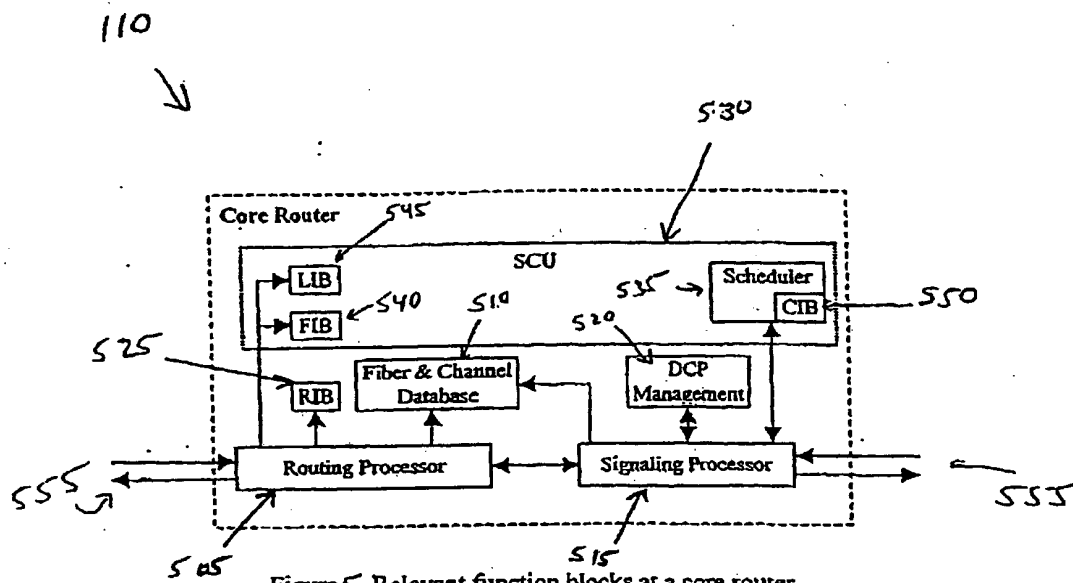 110
530
Core Router
545
SCU
LIB
Scheduler
535
CIB
550
FIB
540
510
520
525
Fiber & Channel
Database
DCP
Management
RIB
Routing Processor
Signaling Processor
555
555
505
515
Figure 5. Relevant function blocks at a core router